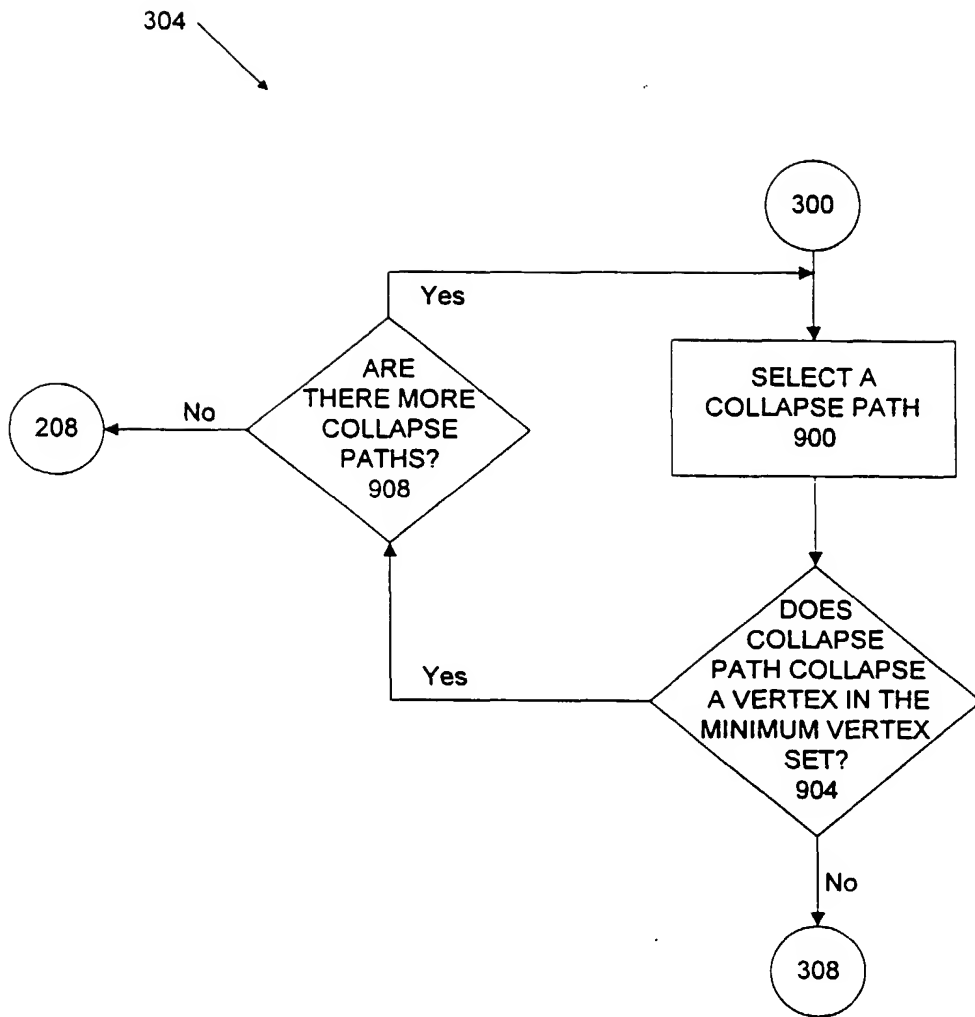 304
300
Yes
ARE
THERE MORE
COLLAPSE
PATHS?
908
No
208
SELECT A
COLLAPSE PATH
900
DOES
COLLAPSE
PATH COLLAPSE
A VERTEX IN THE
MINIMUM VERTEX
SET?
904
Yes
No
308